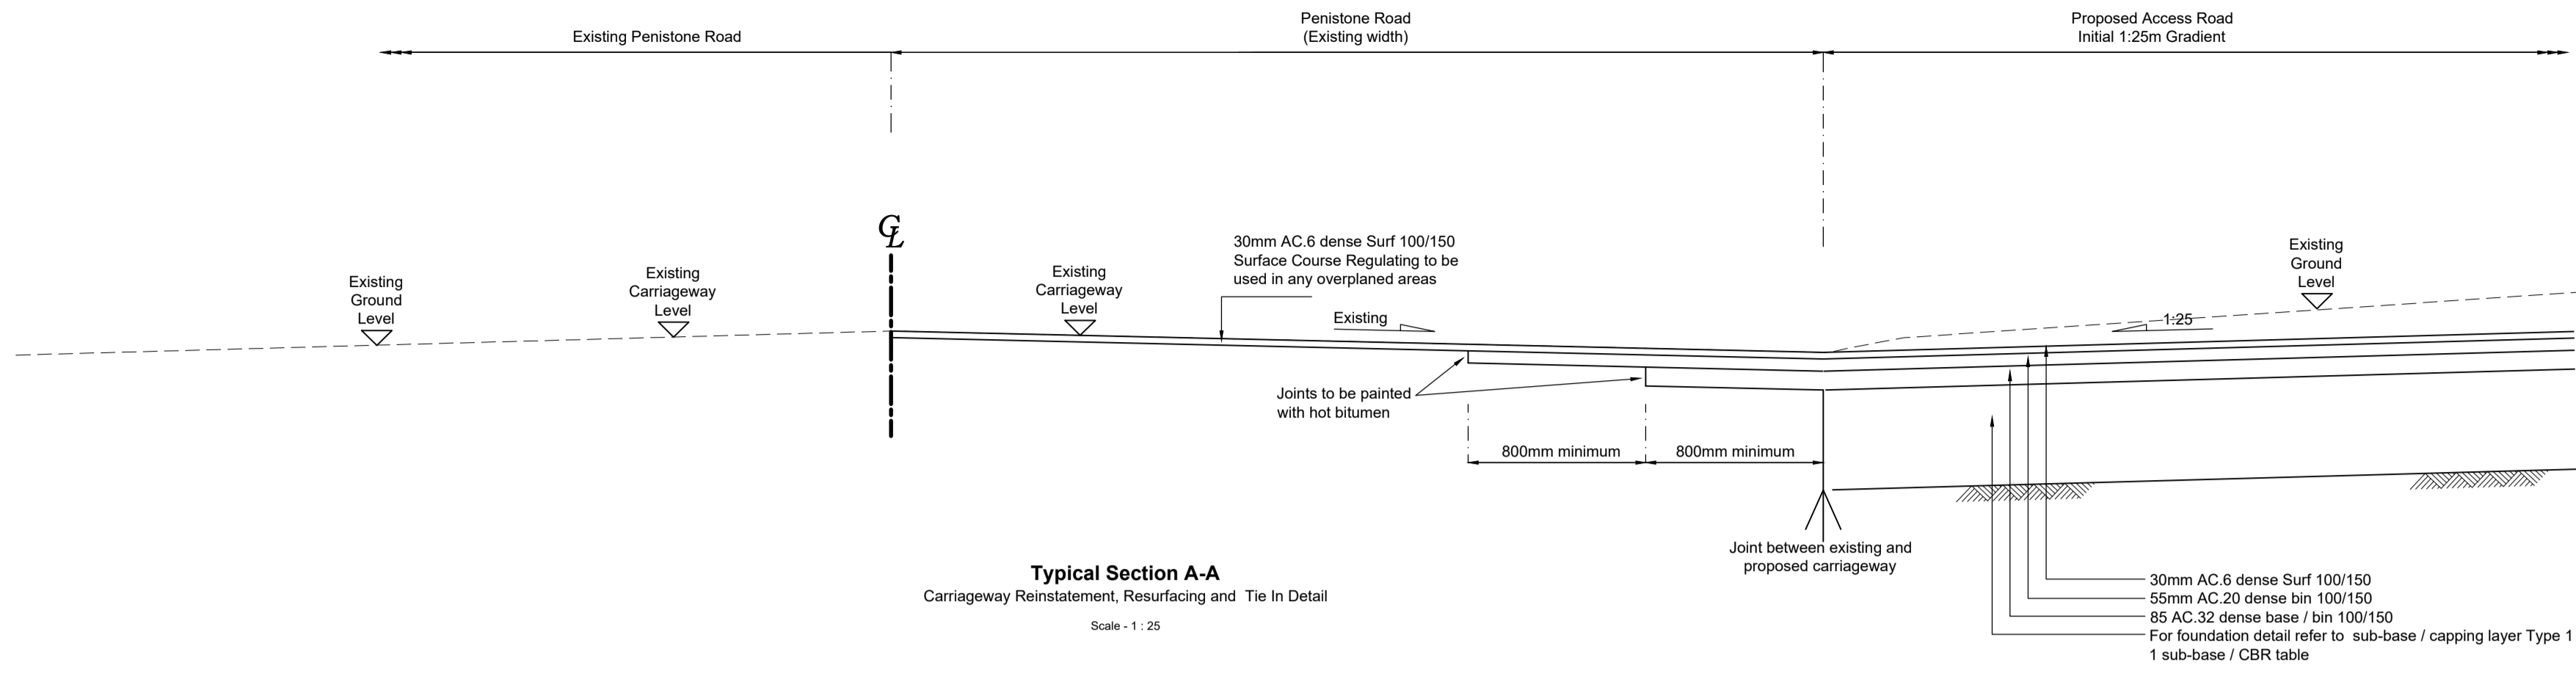 Existing Penistone Road
Penistone Road
(Existing width)
Proposed Access Road
Initial 1:25m Gradient
CL
Existing
Ground
Level
Existing
Carriageway
Level
Existing
Carriageway
Level
30mm AC.6 dense Surf 100/150
Surface Course Regulating to be
used in any overplaned areas
Existing
Existing
Ground
Level
1:25
Joints to be painted
with hot bitumen
800mm minimum
800mm minimum
Joint between existing and
proposed carriageway
Typical Section A-A
Carriageway Reinstatement, Resurfacing and Tie In Detail
Scale - 1 : 25
30mm AC.6 dense Surf 100/150
55mm AC.20 dense bin 100/150
85 AC.32 dense base / bin 100/150
For foundation detail refer to sub-base / capping layer Type 1
1 sub-base / CBR table